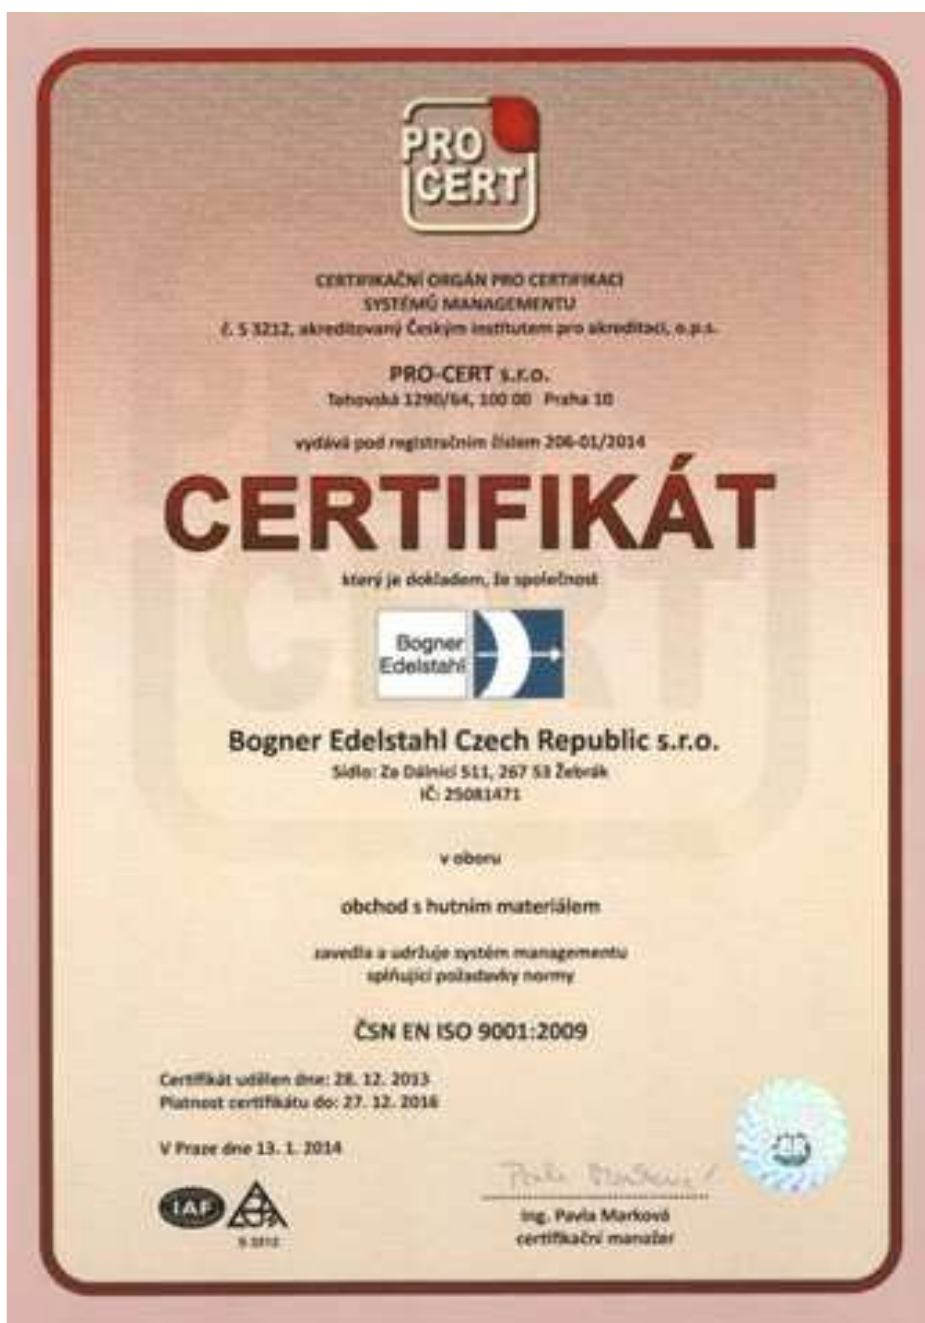 PRO
CERT
CERTIFIKAČNÍ ORGÁN PRO CERTIFIKACI
SYSTÉMŮ MANAGEMENTU
č. S 3212, akreditovaný Českým institutem pro akreditaci, o.p.s.
PRO-CERT s.r.o.
Tehovská 1290/64, 100 00 Praha 10
vydává pod registračním číslem 206-01/2014
CERTIFIKÁT
který je dokladem, že společnost
Bogner
Edelstahl
Bogner Edelstahl Czech Republic s.r.o.
Sídlo: Za Dálnicí 511, 267 53 Žebrák
IČ: 25081471
v oboru
obchod s hutním materiálem
zavedla a udržuje systém managementu
splňující požadavky normy
ČSN EN ISO 9001:2009
Certifikát udělen dne: 28. 12. 2013
Platnost certifikátu do: 27. 12. 2016
V Praze dne 13. 1. 2014
IAF
S 3212
Ing. Pavla Marková
certifikační manažer